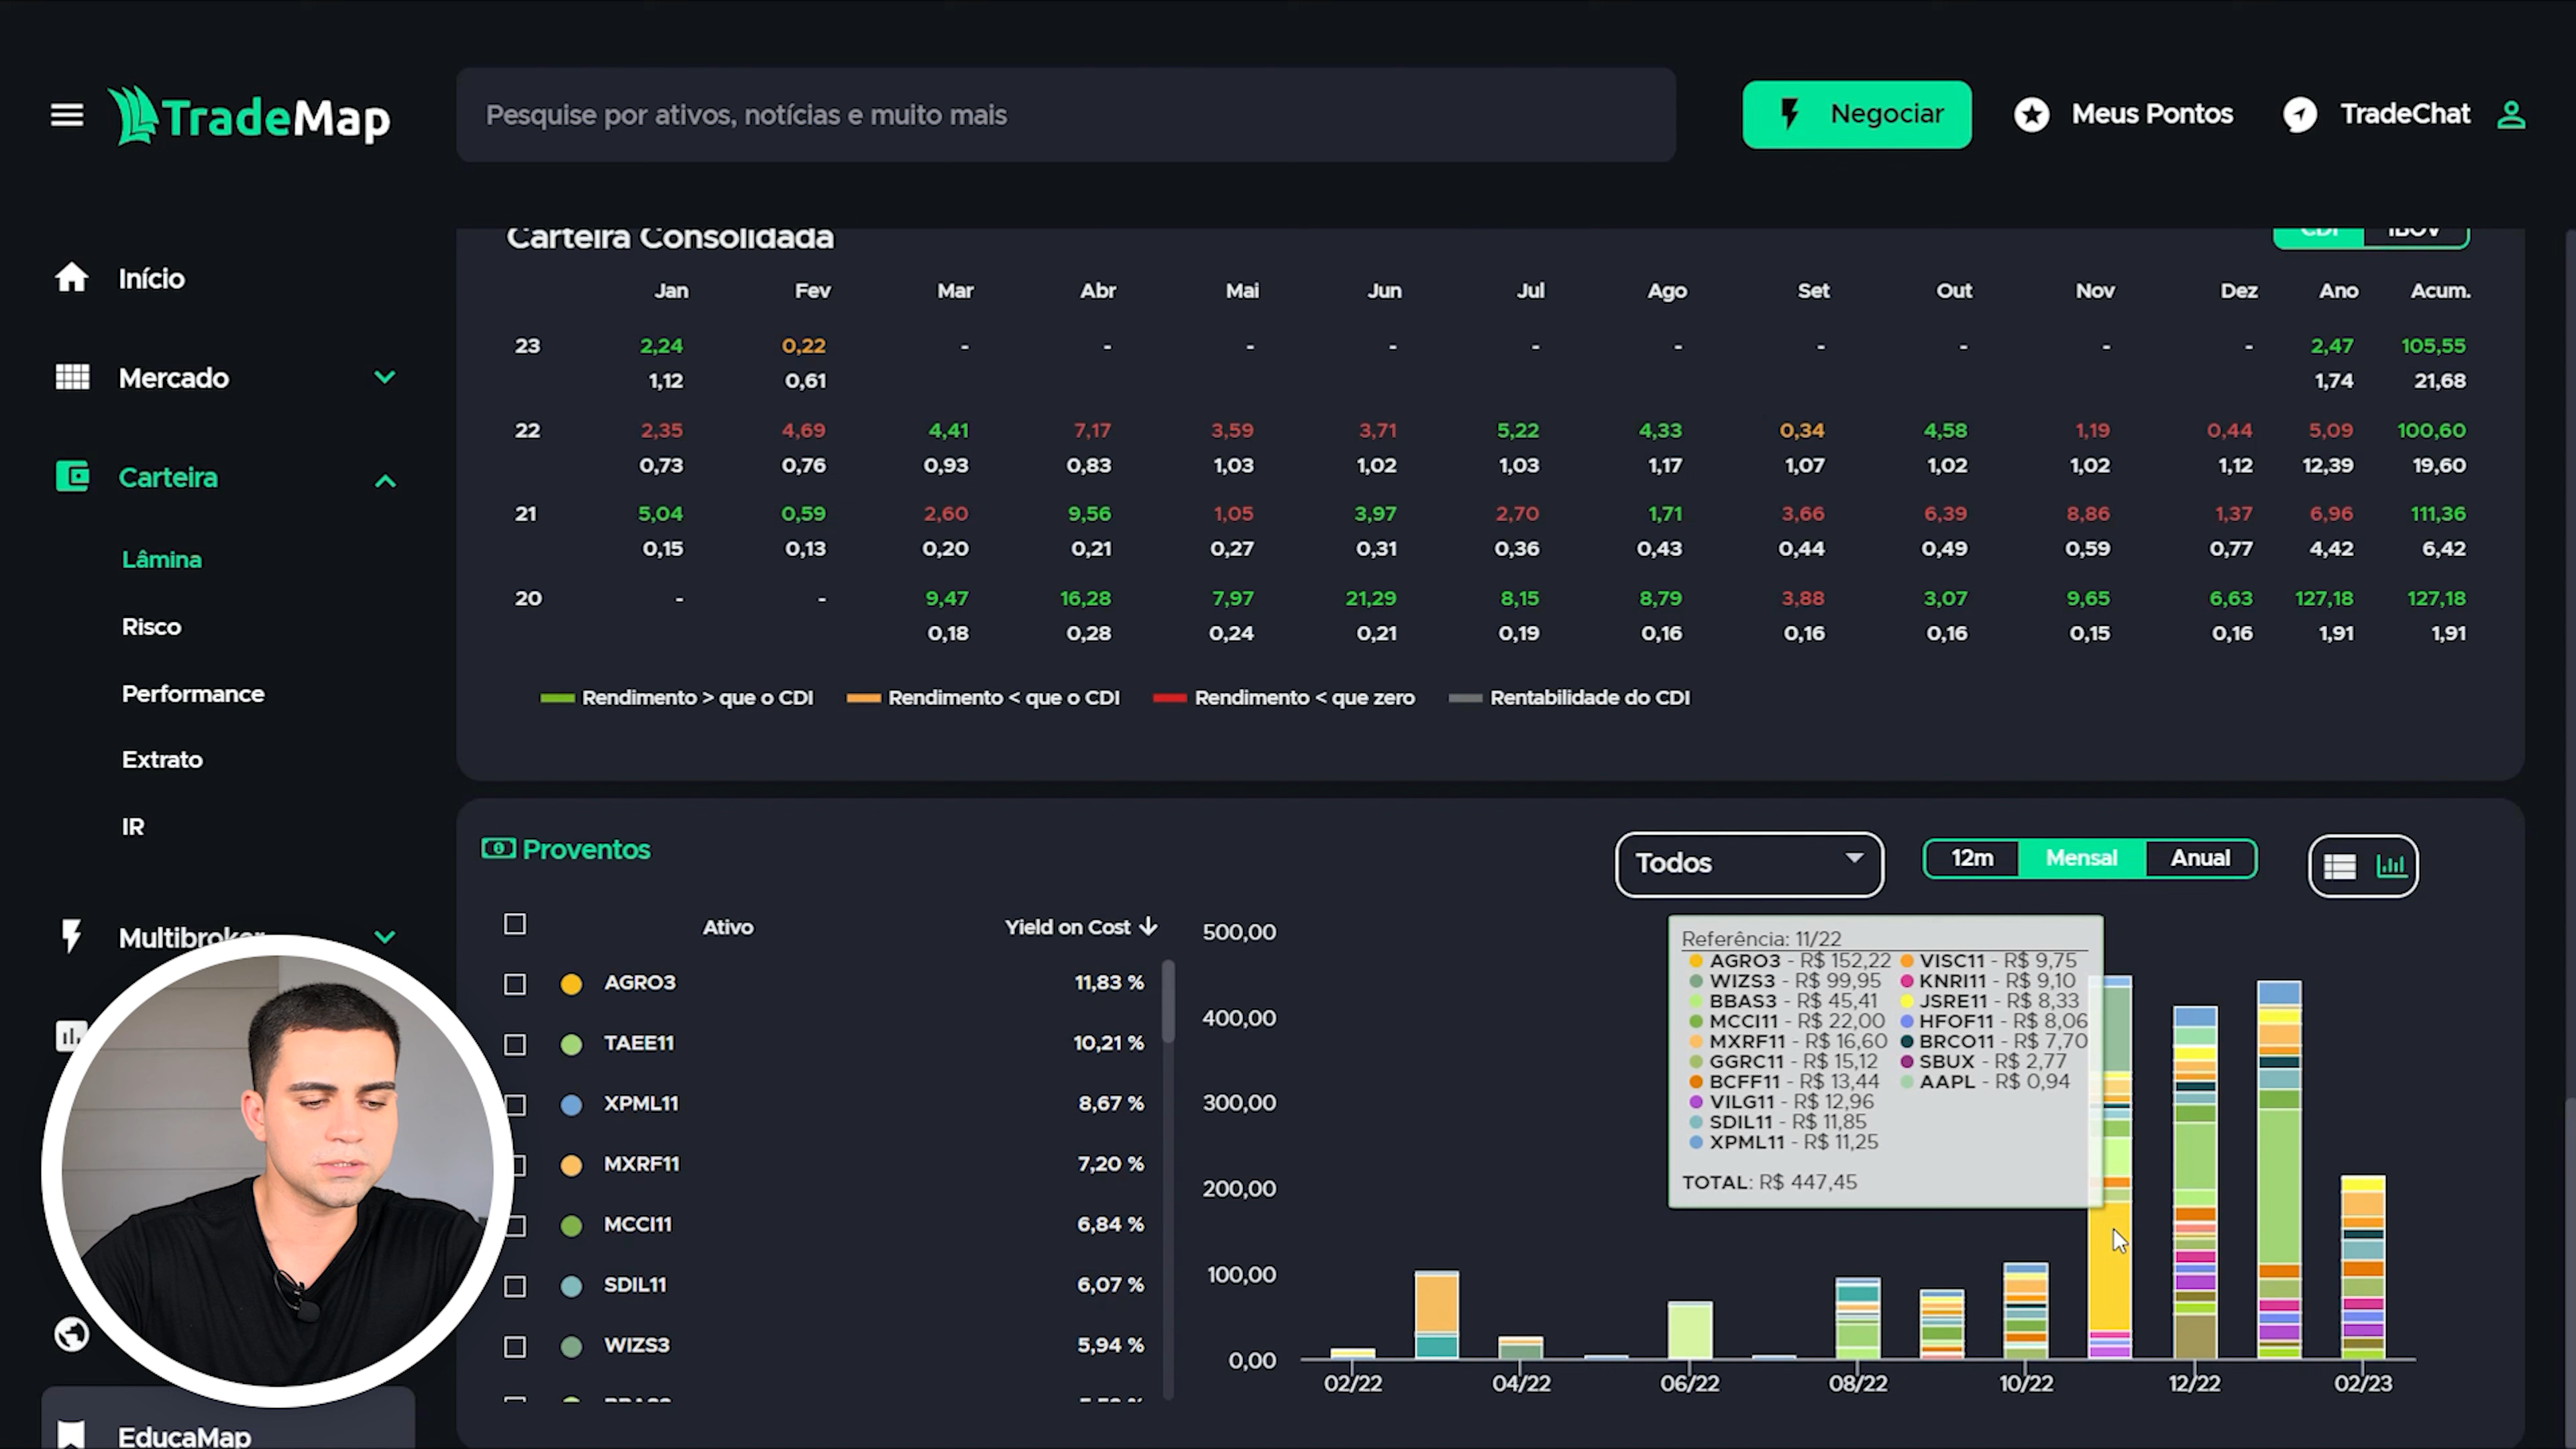 TradeMap
Pesquise por ativos, notícias e muito mais
Negociar
Meus Pontos
TradeChat
Início
Mercado
Carteira
Lâmina
Risco
Performance
Extrato
IR
Multibroker
EducaMap
Carteira Consolidada
CDI IBOV
Jan Fev Mar Abr Mai Jun Jul Ago Set Out Nov Dez Ano Acum.
23 2,24 0,22 - - - - - - - - - - 2,47 105,55
1,12 0,61 1,74 21,68
22 2,35 4,69 4,41 7,17 3,59 3,71 5,22 4,33 0,34 4,58 1,19 0,44 5,09 100,60
0,73 0,76 0,93 0,83 1,03 1,02 1,03 1,17 1,07 1,02 1,02 1,12 12,39 19,60
21 5,04 0,59 2,60 9,56 1,05 3,97 2,70 1,71 3,66 6,39 8,86 1,37 6,96 111,36
0,15 0,13 0,20 0,21 0,27 0,31 0,36 0,43 0,44 0,49 0,59 0,77 4,42 6,42
20 - - 9,47 16,28 7,97 21,29 8,15 8,79 3,88 3,07 9,65 6,63 127,18 127,18
0,18 0,28 0,24 0,21 0,19 0,16 0,16 0,16 0,15 0,16 1,91 1,91
Rendimento > que o CDI Rendimento < que o CDI Rendimento < que zero Rentabilidade do CDI
Proventos
Todos
12m Mensal Anual
Ativo Yield on Cost
AGRO3 11,83 %
TAEE11 10,21 %
XPML11 8,67 %
MXRF11 7,20 %
MCCI11 6,84 %
SDIL11 6,07 %
WIZS3 5,94 %
500,00
400,00
300,00
200,00
100,00
0,00
02/22 04/22 06/22 08/22 10/22 12/22 02/23
Referência: 11/22
AGRO3 - R$ 152,22 VISC11 - R$ 9,75
WIZS3 - R$ 99,95 KNRI11 - R$ 9,10
BBAS3 - R$ 45,41 JSRE11 - R$ 8,33
MCCI11 - R$ 22,00 HFOF11 - R$ 8,06
MXRF11 - R$ 16,60 BRCO11 - R$ 7,70
GGRC11 - R$ 15,12 SBUX - R$ 2,77
BCFF11 - R$ 13,44 AAPL - R$ 0,94
VILG11 - R$ 12,96
SDIL11 - R$ 11,85
XPML11 - R$ 11,25
TOTAL: R$ 447,45